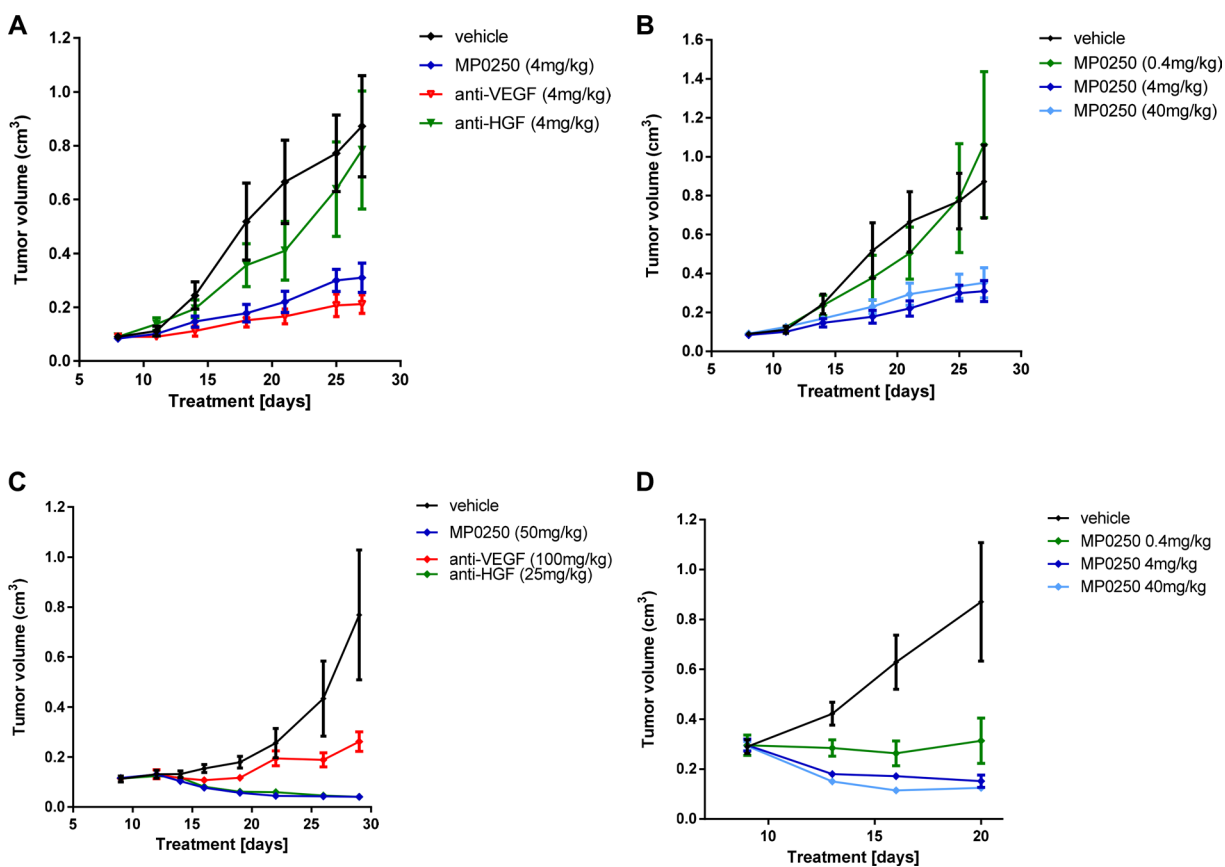 A
vehicle
MP0250 (4mg/kg)
anti-VEGF (4mg/kg)
anti-HGF (4mg/kg)
Tumor volume (cm³)
1.2
1.0
0.8
0.6
0.4
0.2
0.0
5 10 15 20 25 30
Treatment [days]
B
vehicle
MP0250 (0.4mg/kg)
MP0250 (4mg/kg)
MP0250 (40mg/kg)
Tumor volume (cm³)
1.6
1.4
1.2
1.0
0.8
0.6
0.4
0.2
0.0
5 10 15 20 25 30
Treatment [days]
C
vehicle
MP0250 (50mg/kg)
anti-VEGF (100mg/kg)
anti-HGF (25mg/kg)
Tumor volume (cm³)
1.2
1.0
0.8
0.6
0.4
0.2
0.0
5 10 15 20 25 30
Treatment [days]
D
vehicle
MP0250 0.4mg/kg
MP0250 4mg/kg
MP0250 40mg/kg
Tumor volume (cm³)
1.2
1.0
0.8
0.6
0.4
0.2
0.0
10 15 20
Treatment [days]